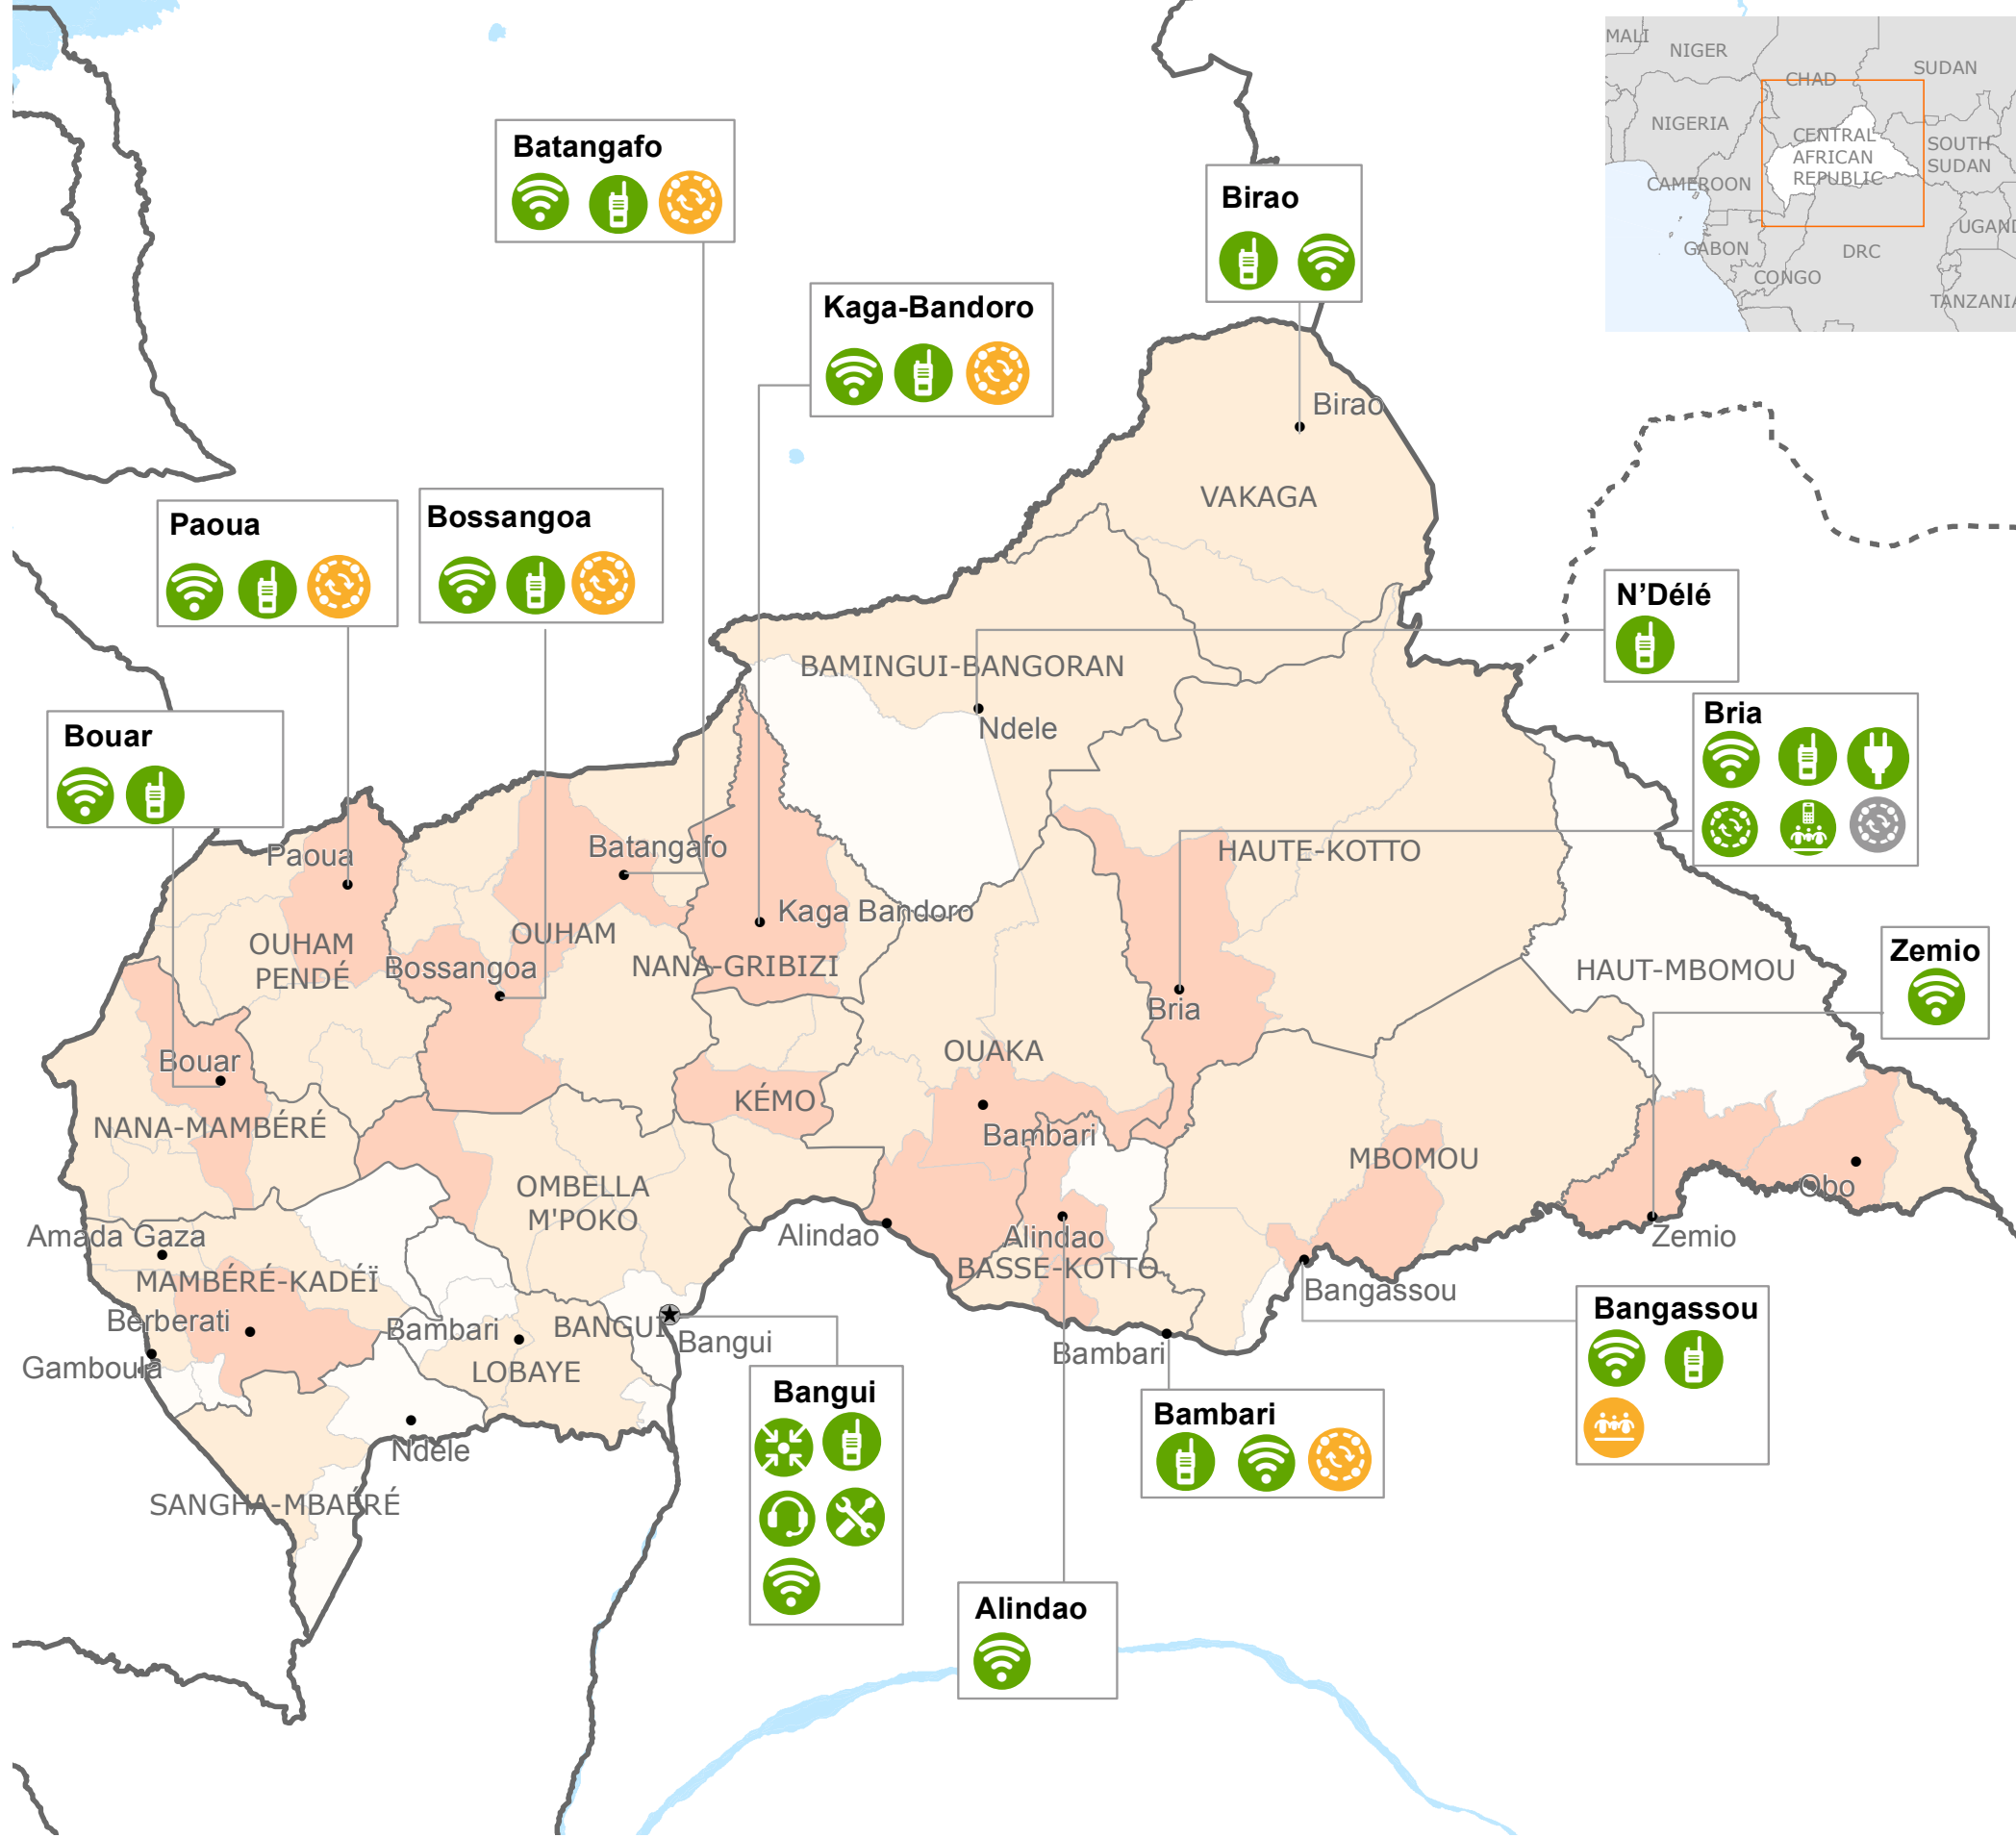 MALI
NIGER
CHAD
SUDAN
NIGERIA
CENTRAL
AFRICAN
REPUBLIC
SOUTH
SUDAN
CAMEROON
UGAND
GABON
DRC
CONGO
TANZANIA
Batangafo
Birao
Kaga-Bandoro
Birao
VAKAGA
Paoua
Bossangoa
N'Délé
BAMINGUI-BANGORAN
Bria
Ndele
Bouar
Batangafo
HAUTE-KOTTO
Paoua
Kaga Bandoro
OUHAM
PENDÉ
OUHAM
Bossangoa
NANA-GRIBIZI
HAUT-MBOMOU
Zemio
Bria
OUAKA
Bouar
KÉMO
NANA-MAMBÉRÉ
Bambari
MBOMOU
OMBELLA
M'POKO
Obo
Amada Gaza
Alindao
Alindao
Zemio
BASSE-KOTTO
MAMBÉRÉ-KADÉÏ
Bangassou
Bangassou
Berberati
Bambari
BANGUI
Bangui
Bambari
Gamboula
LOBAYE
Bangui
Bambari
Ndele
SANGHA-MBAÉRÉ
Alindao